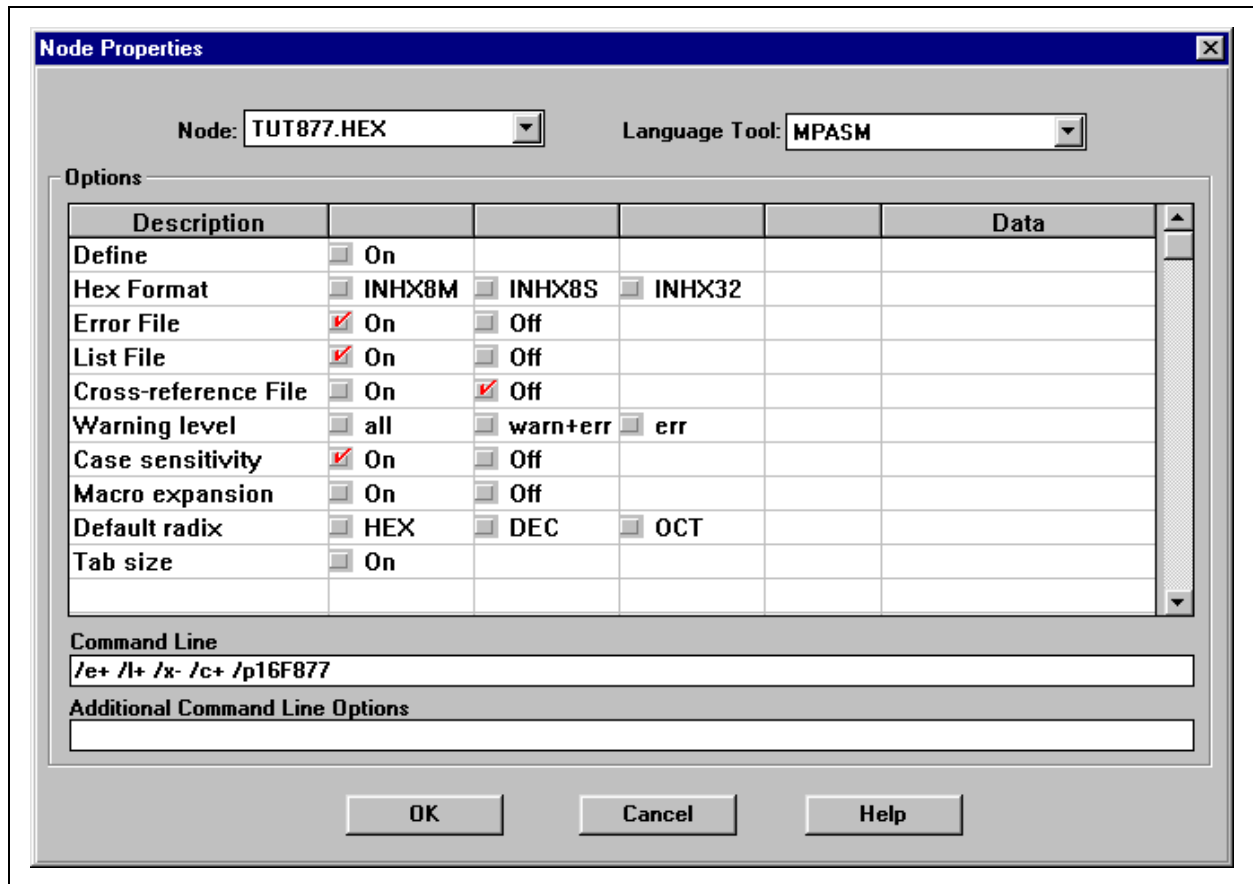 Node Properties
Node: TUT877.HEX Language Tool: MPASM
Options
Description Data
Define On
Hex Format INHX8M INHX8S INHX32
Error File On Off
List File On Off
Cross-reference File On Off
Warning level all warn+err err
Case sensitivity On Off
Macro expansion On Off
Default radix HEX DEC OCT
Tab size On
Command Line
/e+ /l+ /x- /c+ /p16F877
Additional Command Line Options
OK Cancel Help